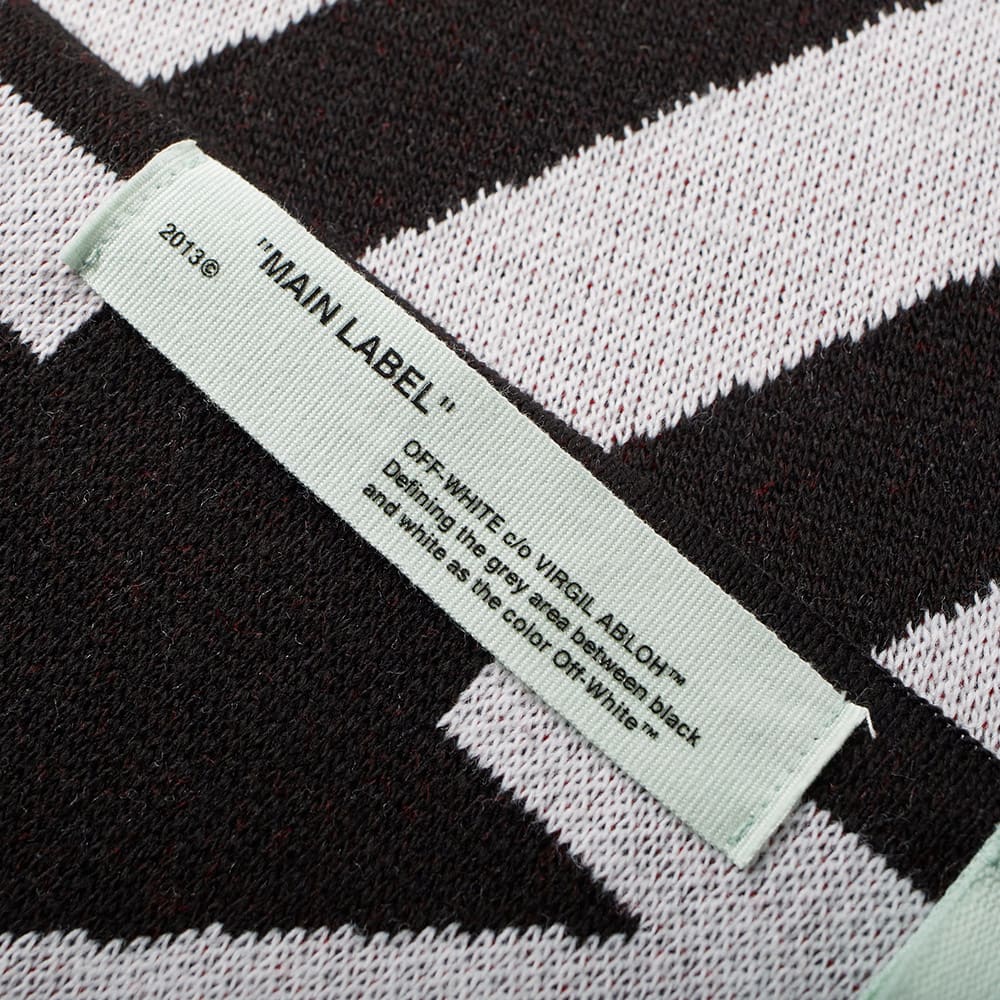 2013©
"MAIN LABEL"
OFF-WHITE c/o VIRGIL ABLOH™
Defining the grey area between black
and white as the color Off-White™